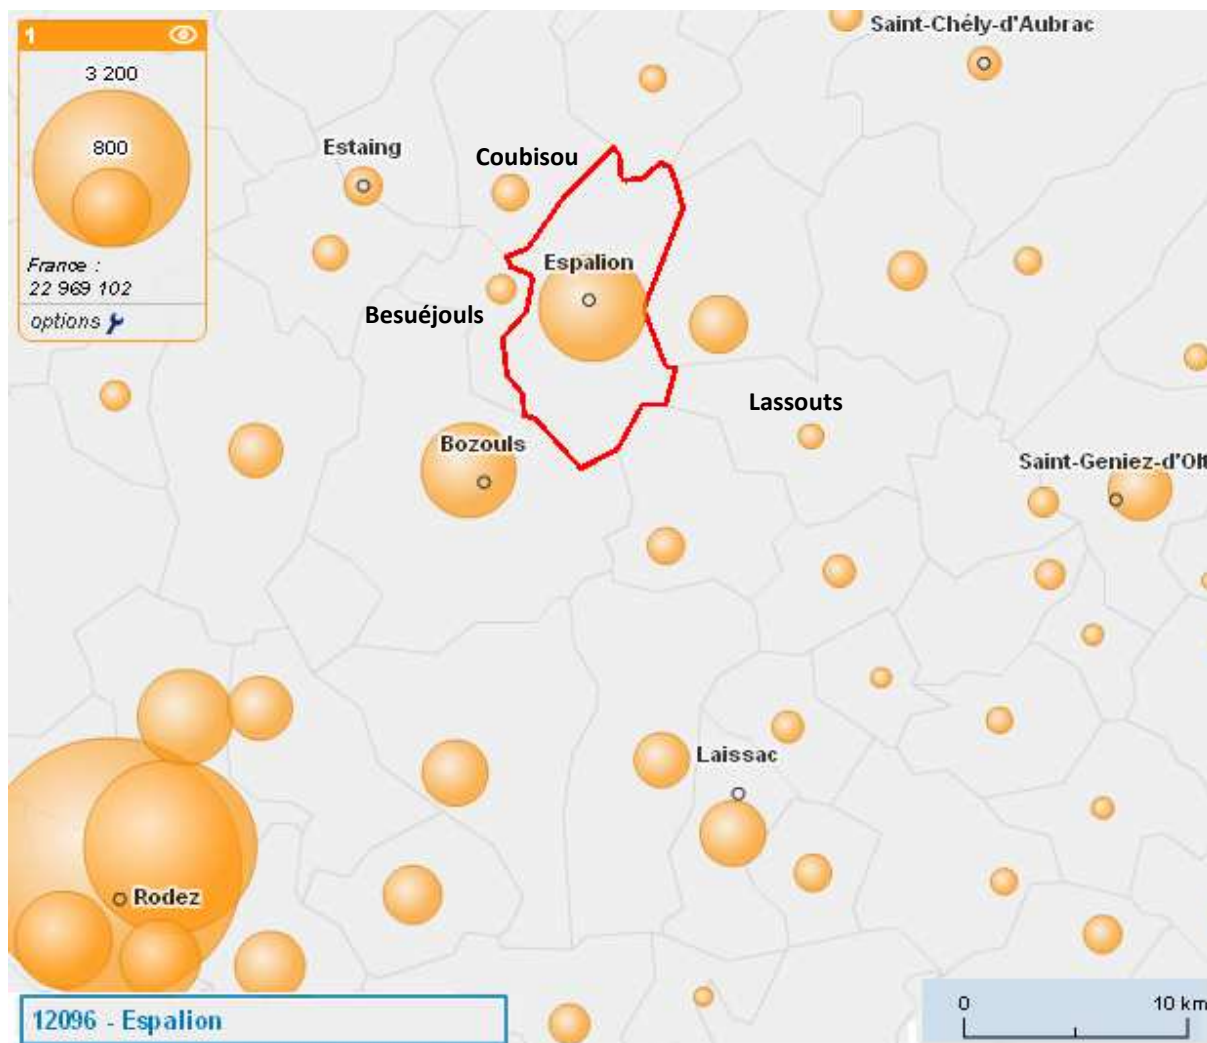 1
3 200
800
France :
22 969 102
options
Saint-Chély-d'Aubrac
Estaing
Coubisou
Espalion
Besuéjouls
Lassouts
Bozouls
Saint-Geniez-d'Olt
Laissac
Rodez
12096 - Espalion
0 10 km